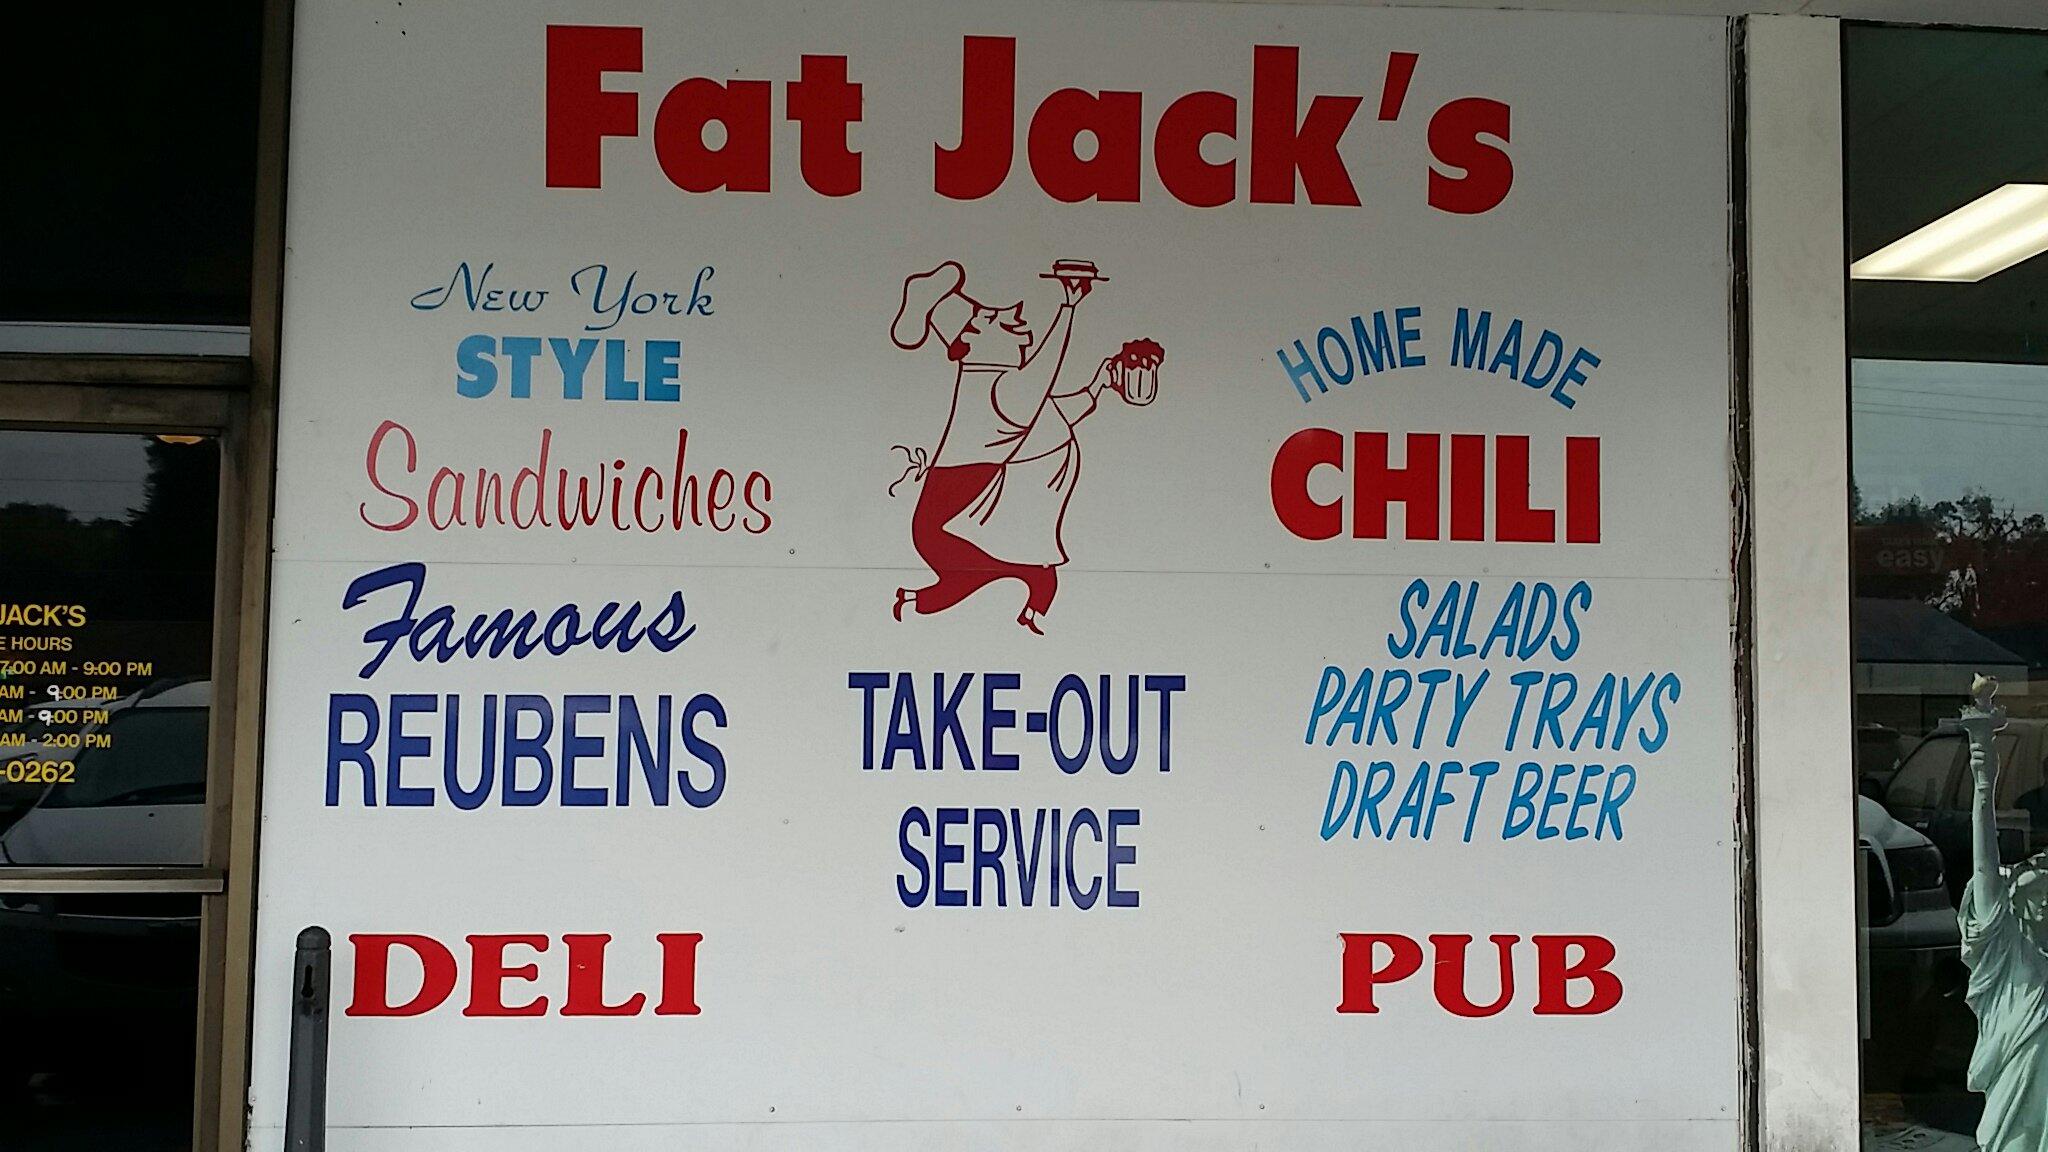 Fat Jack's
New York
STYLE
Sandwiches
Famous
REUBENS
DELI
TAKE-OUT
SERVICE
HOME MADE
CHILI
SALADS
PARTY TRAYS
DRAFT BEER
PUB
JACK'S
HOURS
7:00 AM - 9:00 PM
AM - 9:00 PM
AM - 9:00 PM
AM - 2:00 PM
-0262
easy